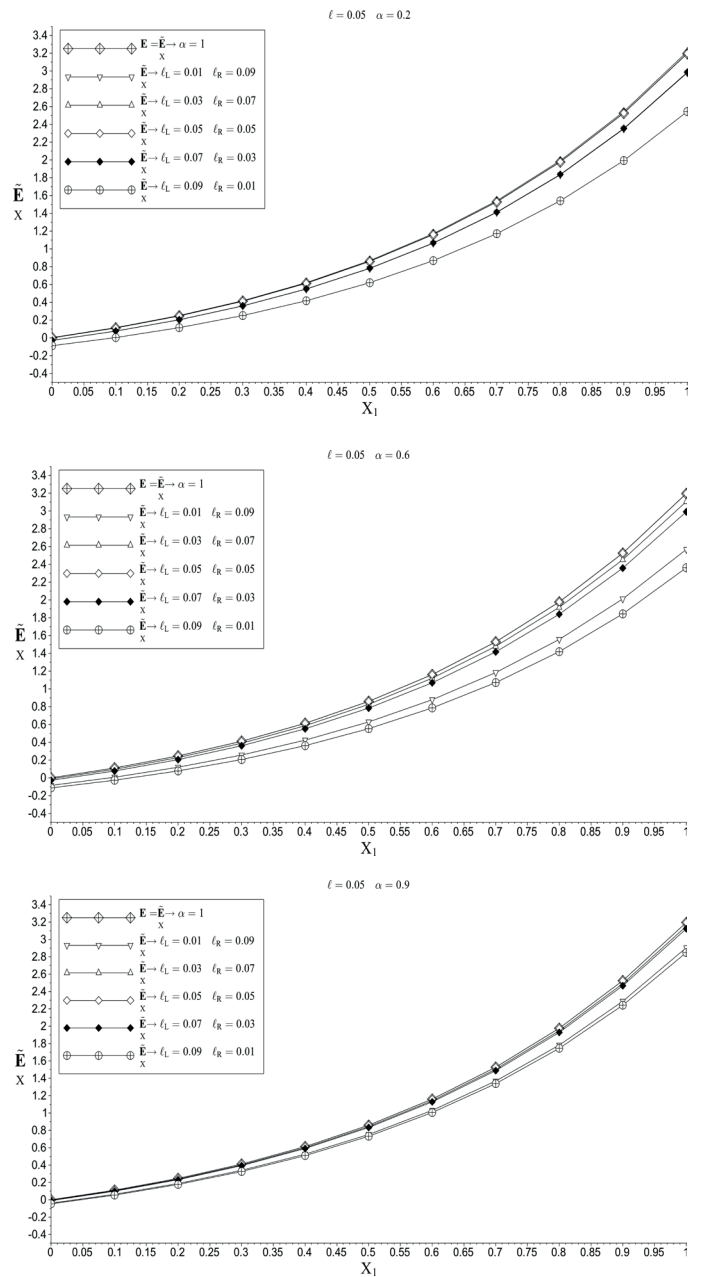 ℓ = 0.05 α = 0.2
3.4
3.2
3
2.8
2.6
2.4
2.2
2
1.8
1.6
1.4
1.2
1
0.8
0.6
0.4
0.2
0
-0.2
-0.4
Ẽ
X
E = Ẽ → α = 1
X
Ẽ → ℓL = 0.01 ℓR = 0.09
X
Ẽ → ℓL = 0.03 ℓR = 0.07
X
Ẽ → ℓL = 0.05 ℓR = 0.05
X
Ẽ → ℓL = 0.07 ℓR = 0.03
X
Ẽ → ℓL = 0.09 ℓR = 0.01
X
0 0.05 0.1 0.15 0.2 0.25 0.3 0.35 0.4 0.45 0.5 0.55 0.6 0.65 0.7 0.75 0.8 0.85 0.9 0.95 1
X1
ℓ = 0.05 α = 0.6
3.4
3.2
3
2.8
2.6
2.4
2.2
2
1.8
1.6
1.4
1.2
1
0.8
0.6
0.4
0.2
0
-0.2
-0.4
Ẽ
X
E = Ẽ → α = 1
X
Ẽ → ℓL = 0.01 ℓR = 0.09
X
Ẽ → ℓL = 0.03 ℓR = 0.07
X
Ẽ → ℓL = 0.05 ℓR = 0.05
X
Ẽ → ℓL = 0.07 ℓR = 0.03
X
Ẽ → ℓL = 0.09 ℓR = 0.01
X
0 0.05 0.1 0.15 0.2 0.25 0.3 0.35 0.4 0.45 0.5 0.55 0.6 0.65 0.7 0.75 0.8 0.85 0.9 0.95 1
X1
ℓ = 0.05 α = 0.9
3.4
3.2
3
2.8
2.6
2.4
2.2
2
1.8
1.6
1.4
1.2
1
0.8
0.6
0.4
0.2
0
-0.2
-0.4
Ẽ
X
E = Ẽ → α = 1
X
Ẽ → ℓL = 0.01 ℓR = 0.09
X
Ẽ → ℓL = 0.03 ℓR = 0.07
X
Ẽ → ℓL = 0.05 ℓR = 0.05
X
Ẽ → ℓL = 0.07 ℓR = 0.03
X
Ẽ → ℓL = 0.09 ℓR = 0.01
X
0 0.05 0.1 0.15 0.2 0.25 0.3 0.35 0.4 0.45 0.5 0.55 0.6 0.65 0.7 0.75 0.8 0.85 0.9 0.95 1
X1